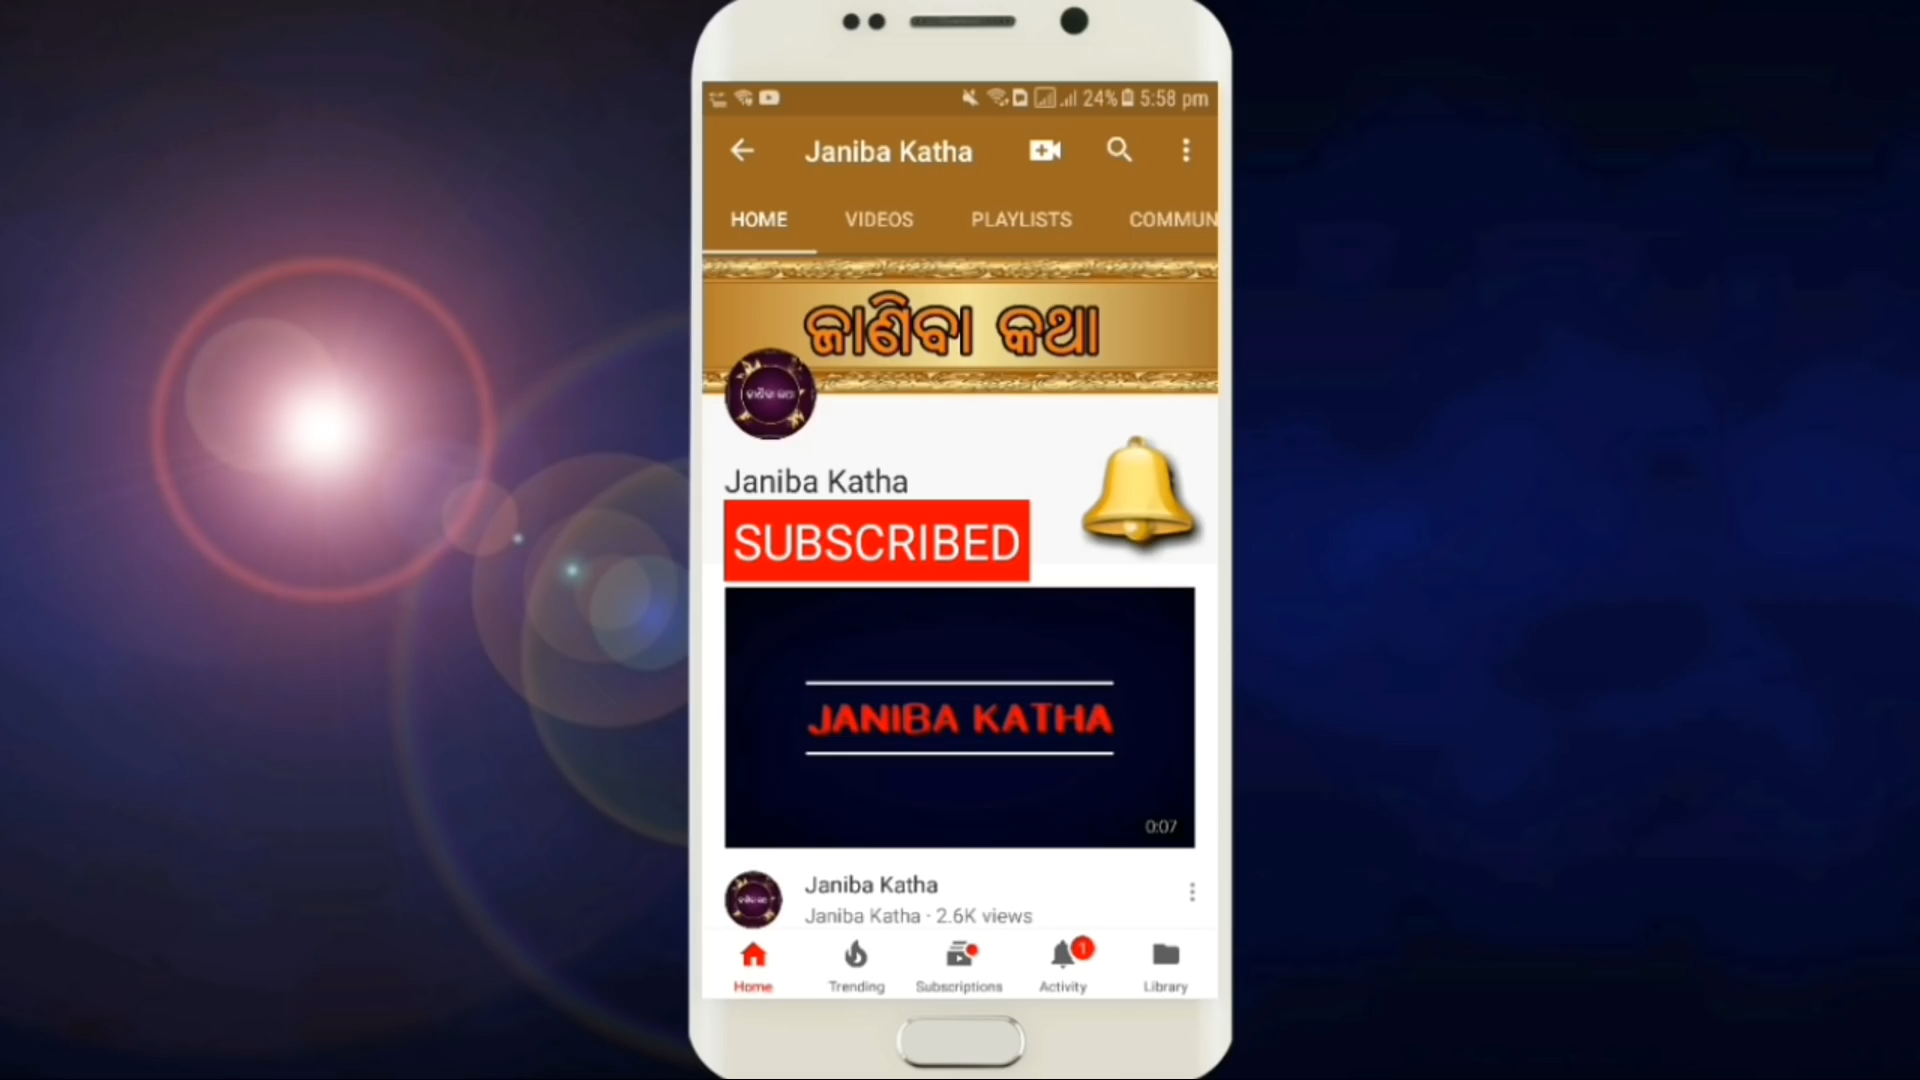 24% 5:58 pm
Janiba Katha
HOME VIDEOS PLAYLISTS COMMUN
ଜାଣିବା କଥା
ଜାଣିବା କଥା
Janiba Katha
SUBSCRIBED
JANIBA KATHA
0:07
Janiba Katha
Janiba Katha · 2.6K views
1
Home Trending Subscriptions Activity Library